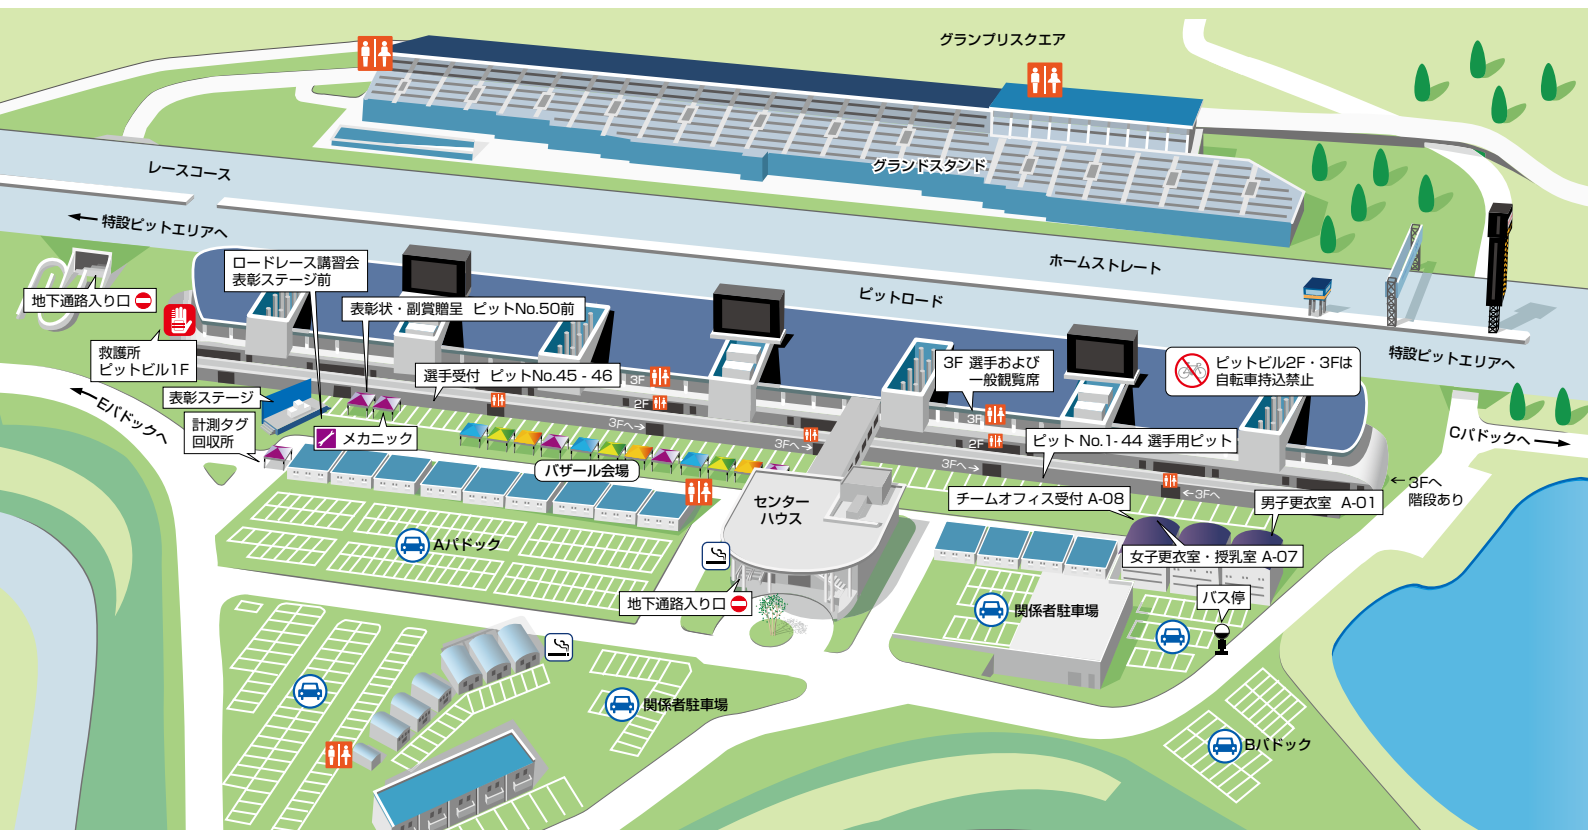 グランプリスクエア
グランドスタンド
レースコース
特設ピットエリアへ
ホームストレート
ピットロード
特設ピットエリアへ
地下通路入り口
ロードレース講習会
表彰ステージ前
表彰状・副賞贈呈 ピットNo.50前
救護所
ピットビル1F
選手受付 ピットNo.45 - 46
3F 選手および
一般観覧席
ピットビル2F・3Fは
自転車持込禁止
3F
2F
3Fへ
3Fへ
3F
2F
3Fへ
3Fへ
Eパドックへ
表彰ステージ
計測タグ
回収所
メカニック
バザール会場
ピット No.1- 44 選手用ピット
Cパドックへ
3Fへ
階段あり
センター
ハウス
チームオフィス受付 A-08
男子更衣室 A-01
女子更衣室・授乳室 A-07
Aパドック
地下通路入り口
関係者駐車場
バス停
関係者駐車場
Bパドック